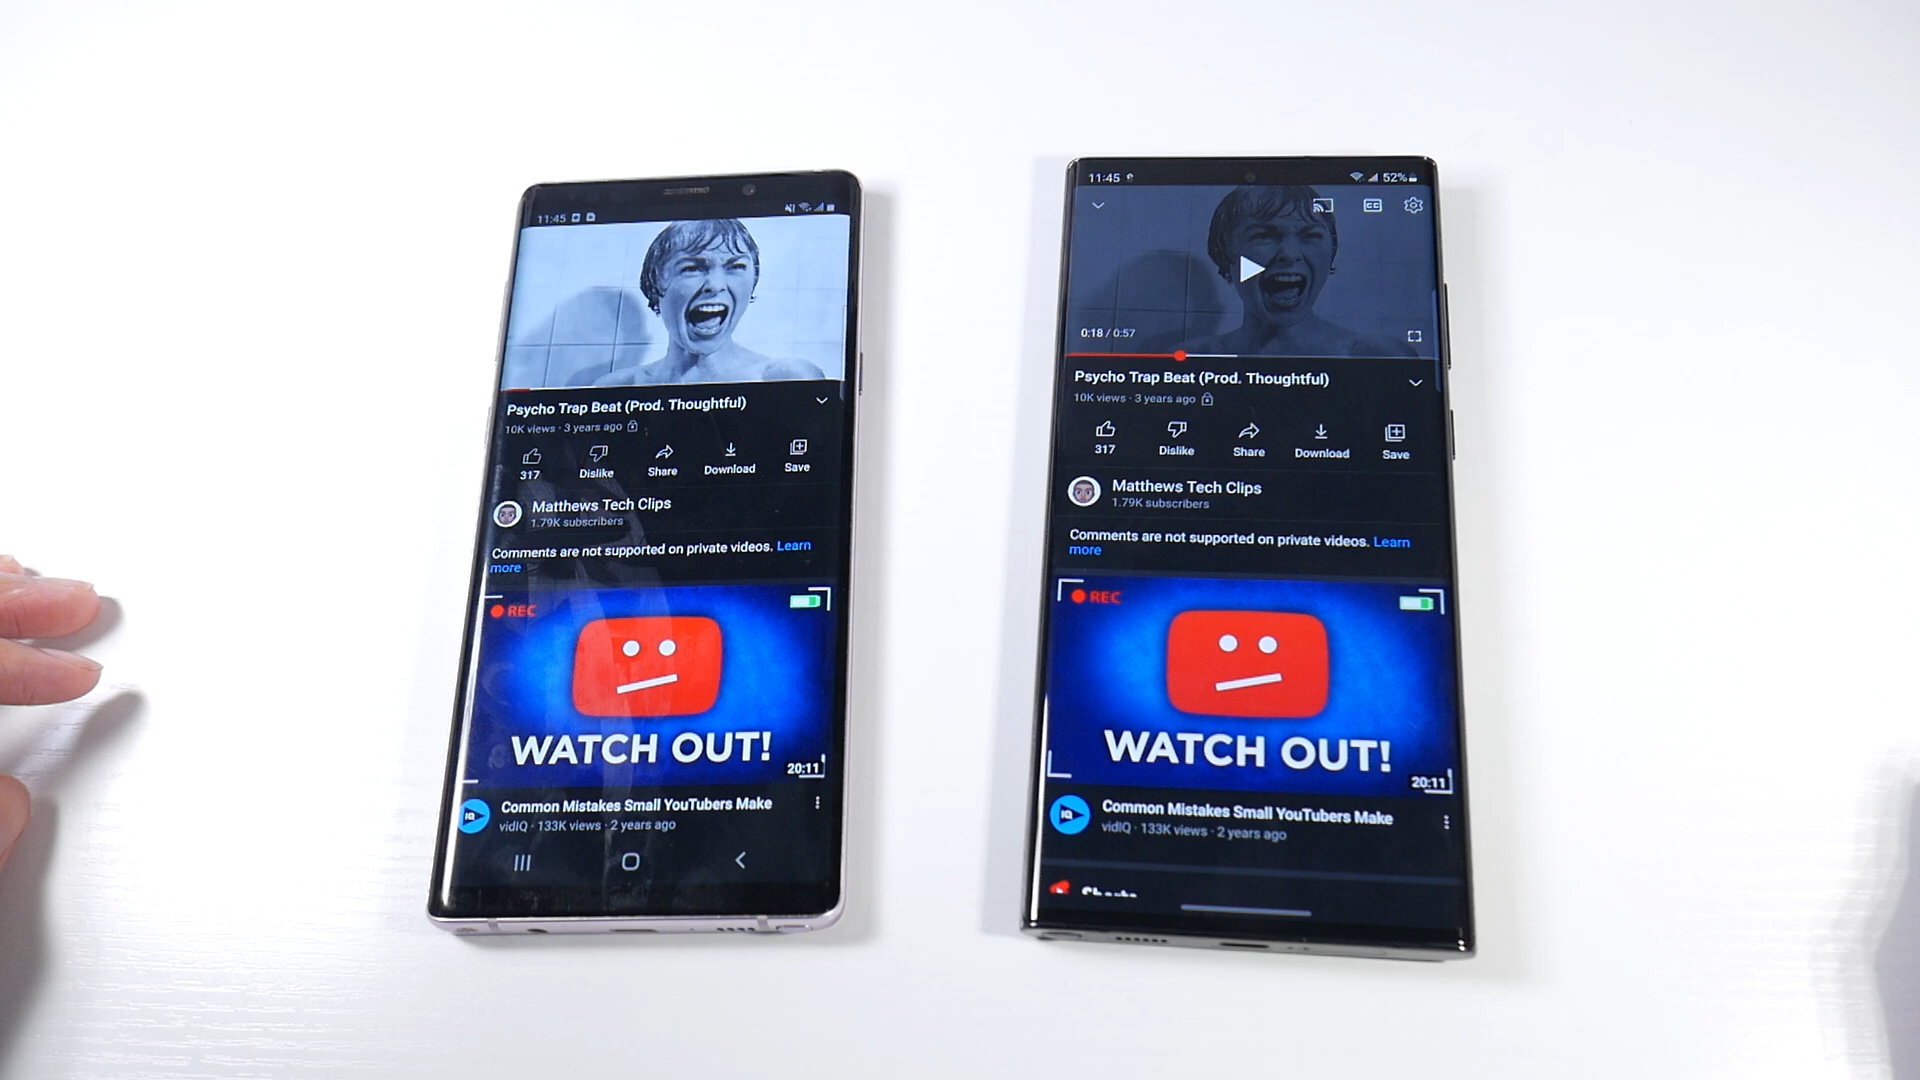 11:45
Psycho Trap Beat (Prod. Thoughtful)
10K views · 3 years ago
317
Dislike
Share
Download
Save
Matthews Tech Clips
1.79K subscribers
Comments are not supported on private videos. Learn
more
REC
WATCH OUT!
20:11
IQ
Common Mistakes Small YouTubers Make
vidIQ · 133K views · 2 years ago
11:45
52%
CC
0:18 / 0:57
Psycho Trap Beat (Prod. Thoughtful)
10K views · 3 years ago
317
Dislike
Share
Download
Save
Matthews Tech Clips
1.79K subscribers
Comments are not supported on private videos. Learn
more
REC
WATCH OUT!
20:11
IQ
Common Mistakes Small YouTubers Make
vidIQ · 133K views · 2 years ago